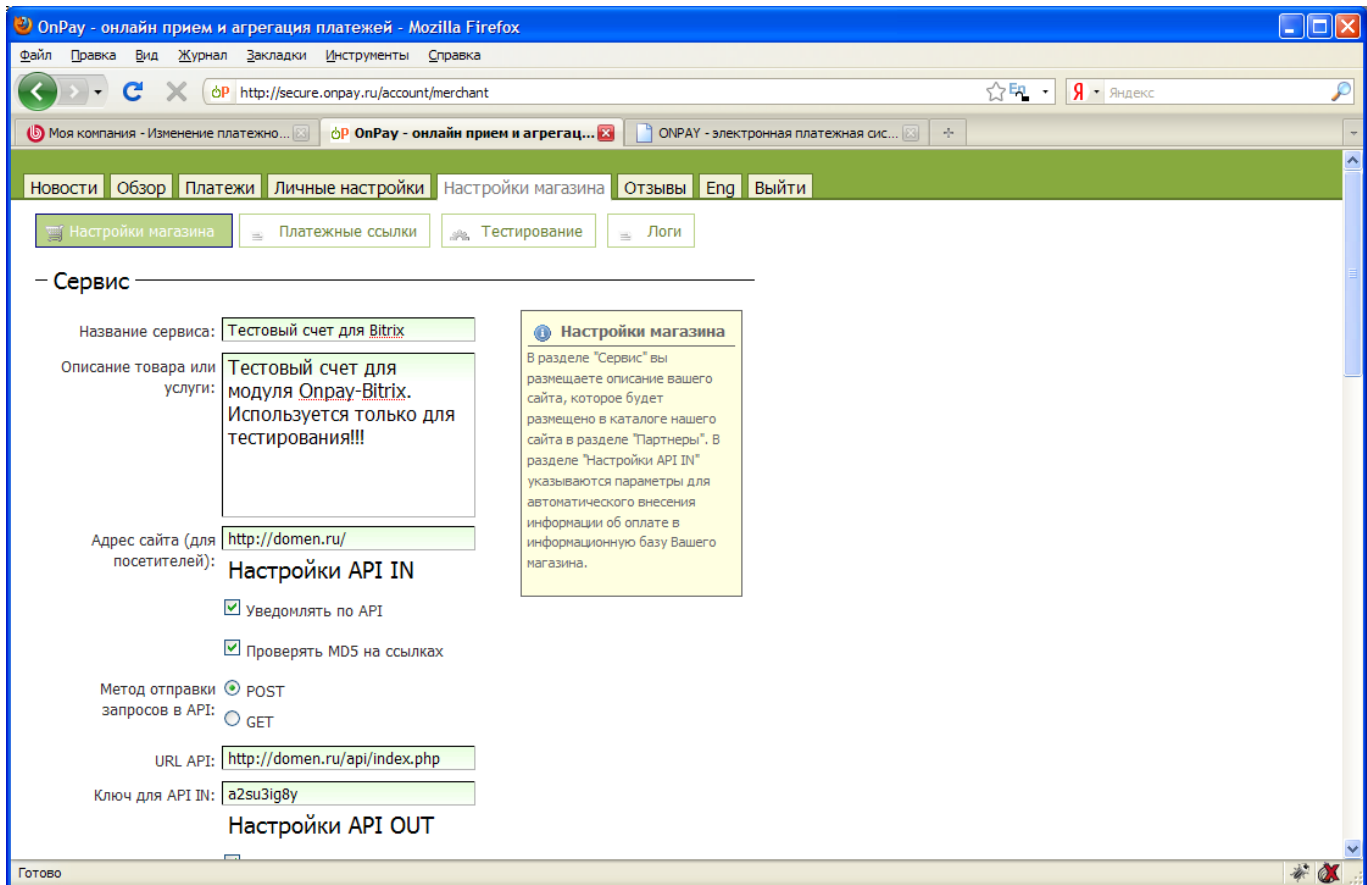 OnPay - онлайн прием и агрегация платежей - Mozilla Firefox
Файл Правка Вид Журнал Закладки Инструменты Справка
http://secure.onpay.ru/account/merchant
Яндекс
Моя компания - Изменение платежно...
OnPay - онлайн прием и агрегац...
ONPAY - электронная платежная сис...
Новости Обзор Платежи Личные настройки Настройки магазина Отзывы Eng Выйти
Настройки магазина Платежные ссылки Тестирование Логи
Сервис
Название сервиса: Тестовый счет для Bitrix
Описание товара или
услуги:
Тестовый счет для
модуля Onpay-Bitrix.
Используется только для
тестирования!!!
Настройки магазина
В разделе "Сервис" вы
размещаете описание вашего
сайта, которое будет
размещено в каталоге нашего
сайта в разделе "Партнеры". В
разделе "Настройки API IN"
указываются параметры для
автоматического внесения
информации об оплате в
информационную базу Вашего
магазина.
Адрес сайта (для
посетителей):
http://domen.ru/
Настройки API IN
Уведомлять по API
Проверять MD5 на ссылках
Метод отправки
запросов в API:
POST
GET
URL API: http://domen.ru/api/index.php
Ключ для API IN: a2su3ig8y
Настройки API OUT
Готово